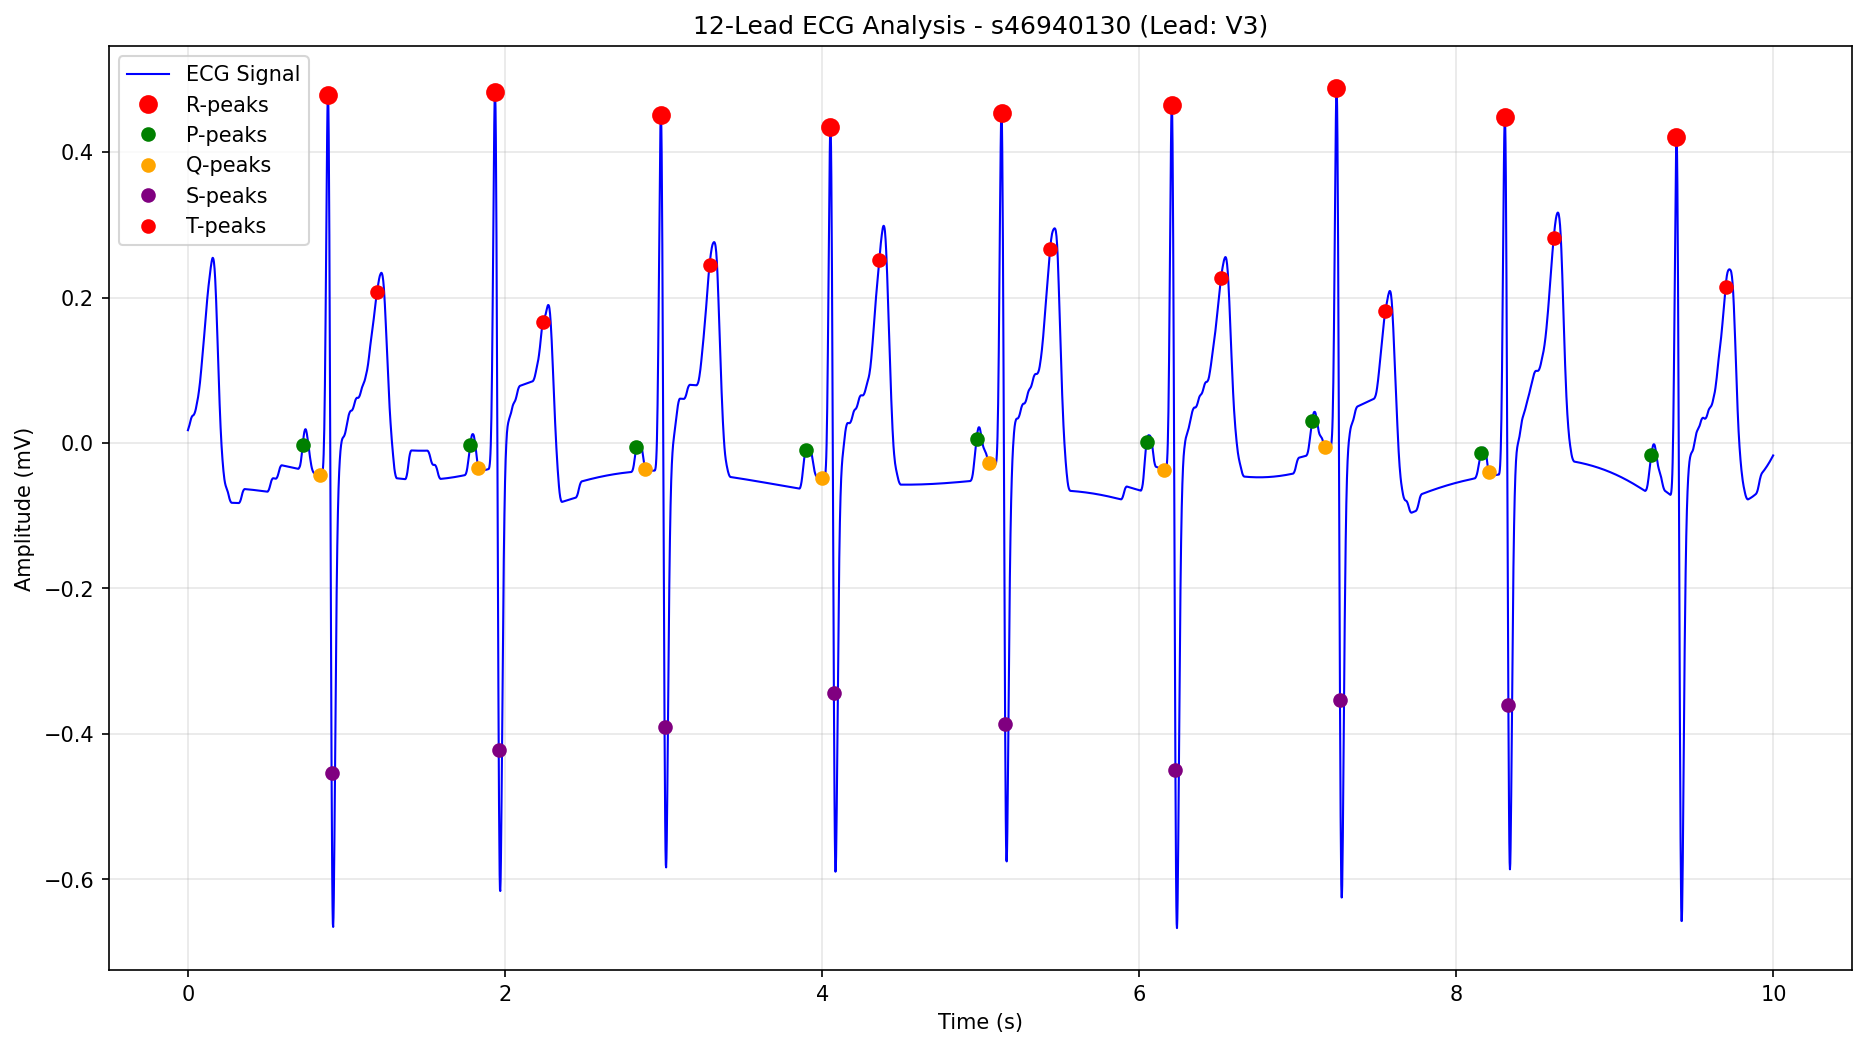 12-Lead ECG Analysis - s46940130 (Lead: V3)
ECG Signal
R-peaks
P-peaks
Q-peaks
S-peaks
T-peaks
Amplitude (mV)
0.4
0.2
0.0
−0.2
−0.4
−0.6
0 2 4 6 8 10
Time (s)